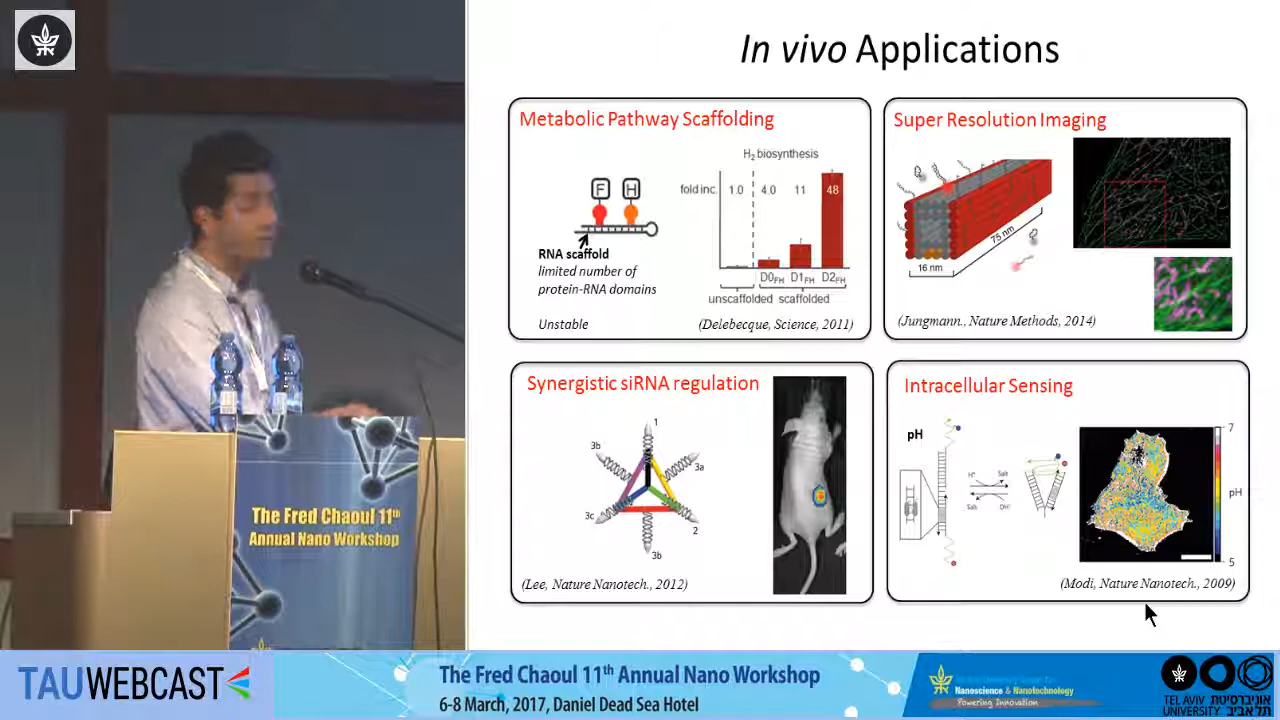 In vivo Applications
Metabolic Pathway Scaffolding
H2 biosynthesis
fold inc. 1.0 4.0 11 48
F H
RNA scaffold
limited number of
protein-RNA domains
Unstable
D0FH D1FH D2FH
unscaffolded scaffolded
(Delebecque, Science, 2011)
Super Resolution Imaging
75 nm
16 nm
(Jungmann., Nature Methods, 2014)
Synergistic siRNA regulation
1
3b
3a
3c
2
3b
(Lee, Nature Nanotech., 2012)
Intracellular Sensing
pH
H+ Salt
Salt OH-
7
pH
5
(Modi, Nature Nanotech., 2009)
The Fred Chaoul 11th
Annual Nano Workshop
TAUWEBCAST
The Fred Chaoul 11th Annual Nano Workshop
6-8 March, 2017, Daniel Dead Sea Hotel
Nanoscience & Nanotechnology
Powering Innovation
TEL AVIV אוניברסיטת
UNIVERSITY תל אביב